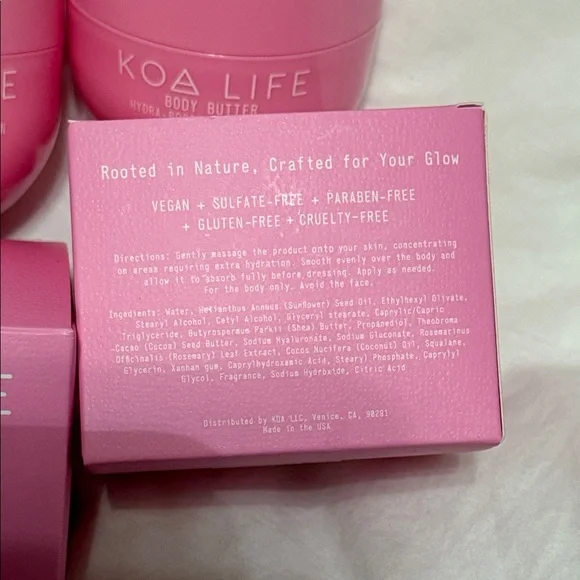 KOA LIFE
BODY BUTTER
E
Rooted in Nature, Crafted for Your Glow
VEGAN + SULFATE-FREE + PARABEN-FREE
+ GLUTEN-FREE + CRUELTY-FREE
Directions: Gently massage the product onto your skin, concentrating
on areas requiring extra hydration. Smooth evenly over the body and
allow it to absorb fully before dressing. Apply as needed.
For the body only. Avoid the face.
Ingredients: Water, Helianthus Annuus (Sunflower) Seed Oil, Ethylhexyl Olivate,
Stearyl Alcohol, Cetyl Alcohol, Glyceryl stearate, Caprylic/Capric
Triglyceride, Butyrospermum Parkii (Shea) Butter, Propanediol, Theobroma
Cacao (Cocoa) Seed Butter, Sodium Hyaluronate, Sodium Gluconate, Rosmarinus
Officinalis (Rosemary) Leaf Extract, Cocos Nucifera (Coconut) Oil, Squalane,
Glycerin, Xanthan gum, Caprylhydroxamic Acid, Stearyl Phosphate, Caprylyl
Glycol, Fragrance, Sodium Hydroxide, Citric Acid
Distributed by KOA LLC, Venice, CA, 90291
Made in the USA
E